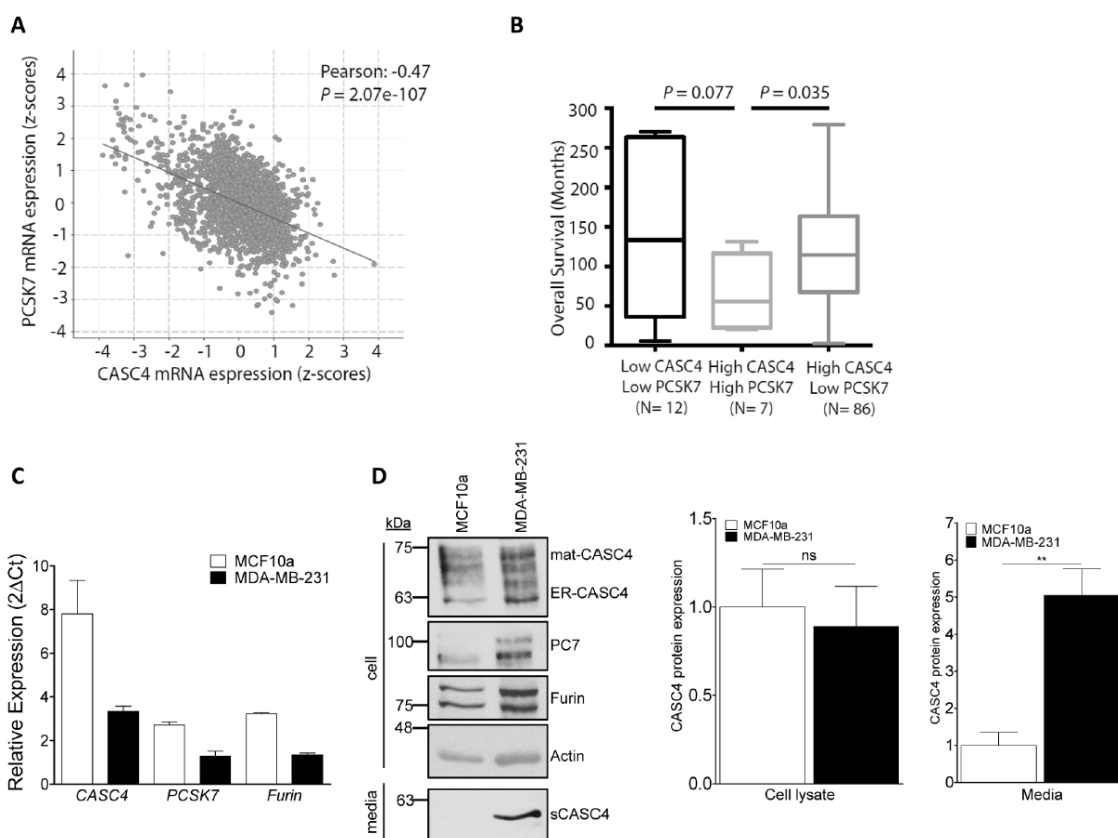 A
PCSK7 mRNA espression (z-scores)
4
3
2
1
0
-1
-2
-3
-4
Pearson: -0.47
P = 2.07e-107
-4 -3 -2 -1 0 1 2 3 4
CASC4 mRNA espression (z-scores)
B
Overall Survival (Months)
300
250
200
150
100
50
0
P = 0.077
P = 0.035
Low CASC4
Low PCSK7
(N= 12)
High CASC4
High PCSK7
(N= 7)
High CASC4
Low PCSK7
(N= 86)
C
Relative Expression (2ΔCt)
10
8
6
4
2
0
MCF10a
MDA-MB-231
CASC4 PCSK7 Furin
D
MCF10a
MDA-MB-231
kDa
75
63
100
75
48
63
cell
media
mat-CASC4
ER-CASC4
PC7
Furin
Actin
sCASC4
CASC4 protein expression
1.5
1.0
0.5
0.0
MCF10a
MDA-MB-231
ns
Cell lysate
CASC4 protein expression
7
6
5
4
3
2
1
0
MCF10a
MDA-MB-231
**
Media